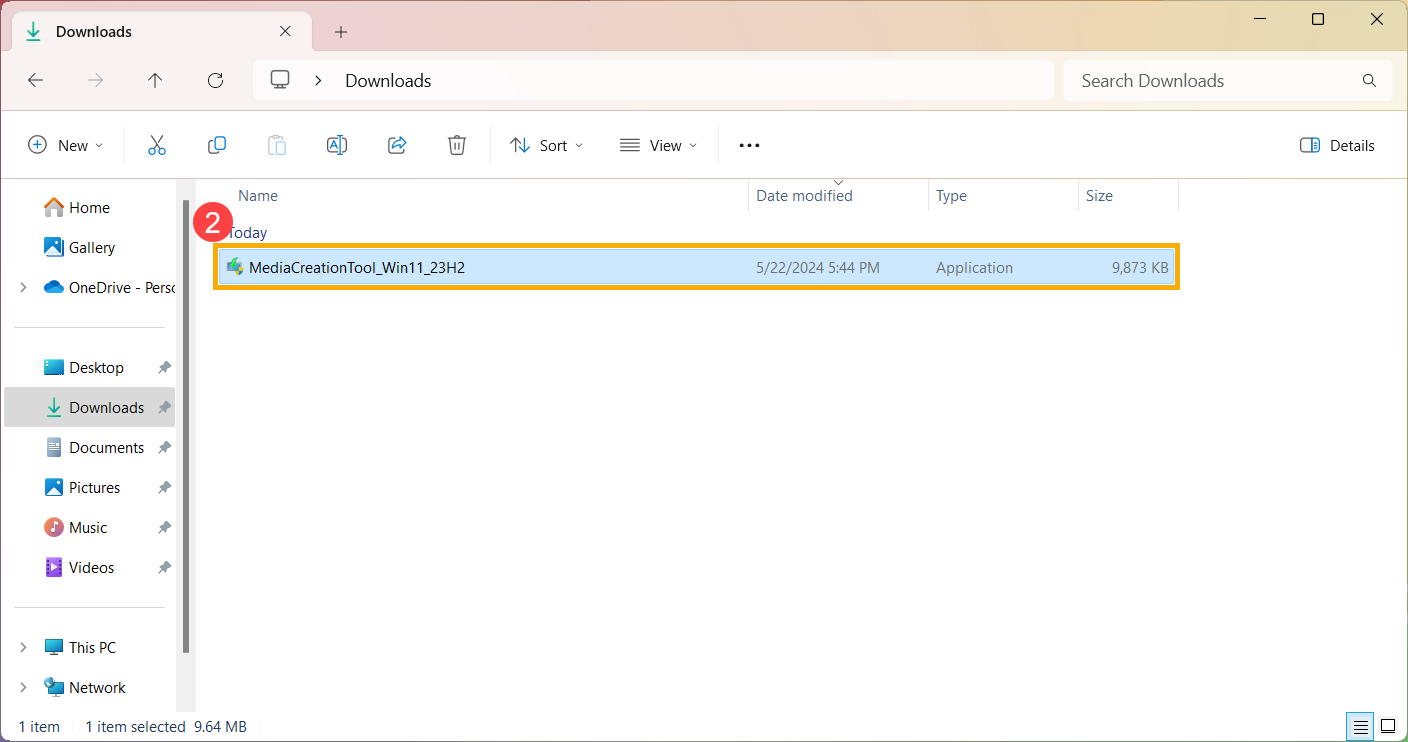 Downloads
Downloads
Search Downloads
New
Sort
View
Details
Home
Gallery
OneDrive - Perso
Desktop
Downloads
Documents
Pictures
Music
Videos
This PC
Network
Name
Date modified
Type
Size
2
Today
MediaCreationTool_Win11_23H2
5/22/2024 5:44 PM
Application
9,873 KB
1 item
1 item selected
9.64 MB